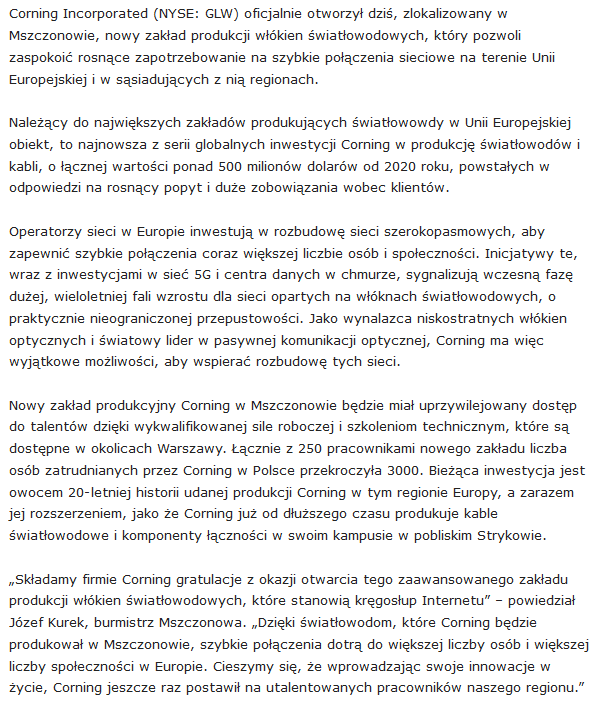 Corning Incorporated (NYSE: GLW) oficjalnie otworzył dziś, zlokalizowany w
Mszczonowie, nowy zakład produkcji włókien światłowodowych, który pozwoli
zaspokoić rosnące zapotrzebowanie na szybkie połączenia sieciowe na terenie Unii
Europejskiej i w sąsiadujących z nią regionach.

Należący do największych zakładów produkujących światłowowdy w Unii Europejskiej
obiekt, to najnowsza z serii globalnych inwestycji Corning w produkcję światłowodów i
kabli, o łącznej wartości ponad 500 milionów dolarów od 2020 roku, powstałych w
odpowiedzi na rosnący popyt i duże zobowiązania wobec klientów.

Operatorzy sieci w Europie inwestują w rozbudowę sieci szerokopasmowych, aby
zapewnić szybkie połączenia coraz większej liczbie osób i społeczności. Inicjatywy te,
wraz z inwestycjami w sieć 5G i centra danych w chmurze, sygnalizują wczesną fazę
dużej, wieloletniej fali wzrostu dla sieci opartych na włóknach światłowodowych, o
praktycznie nieograniczonej przepustowości. Jako wynalazca niskostratnych włókien
optycznych i światowy lider w pasywnej komunikacji optycznej, Corning ma więc
wyjątkowe możliwości, aby wspierać rozbudowę tych sieci.

Nowy zakład produkcyjny Corning w Mszczonowie będzie miał uprzywilejowany dostęp
do talentów dzięki wykwalifikowanej sile roboczej i szkoleniom technicznym, które są
dostępne w okolicach Warszawy. Łącznie z 250 pracownikami nowego zakładu liczba
osób zatrudnianych przez Corning w Polsce przekroczyła 3000. Bieżąca inwestycja jest
owocem 20-letniej historii udanej produkcji Corning w tym regionie Europy, a zarazem
jej rozszerzeniem, jako że Corning już od dłuższego czasu produkuje kable
światłowodowe i komponenty łączności w swoim kampusie w pobliskim Strykowie.

„Składamy firmie Corning gratulacje z okazji otwarcia tego zaawansowanego zakładu
produkcji włókien światłowodowych, które stanowią kręgosłup Internetu” – powiedział
Józef Kurek, burmistrz Mszczonowa. „Dzięki światłowodom, które Corning będzie
produkował w Mszczonowie, szybkie połączenia dotrą do większej liczby osób i większej
liczby społeczności w Europie. Cieszymy się, że wprowadzając swoje innowacje w
życie, Corning jeszcze raz postawił na utalentowanych pracowników naszego regionu.”